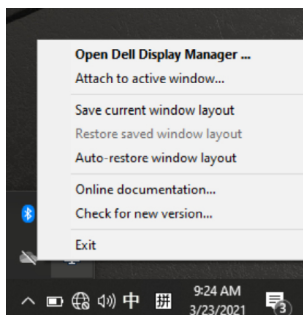 Open Dell Display Manager ...
Attach to active window...
Save current window layout
Restore saved window layout
Auto-restore window layout
Online documentation...
Check for new version...
Exit
9:24 AM
中 拼
3/23/2021
3